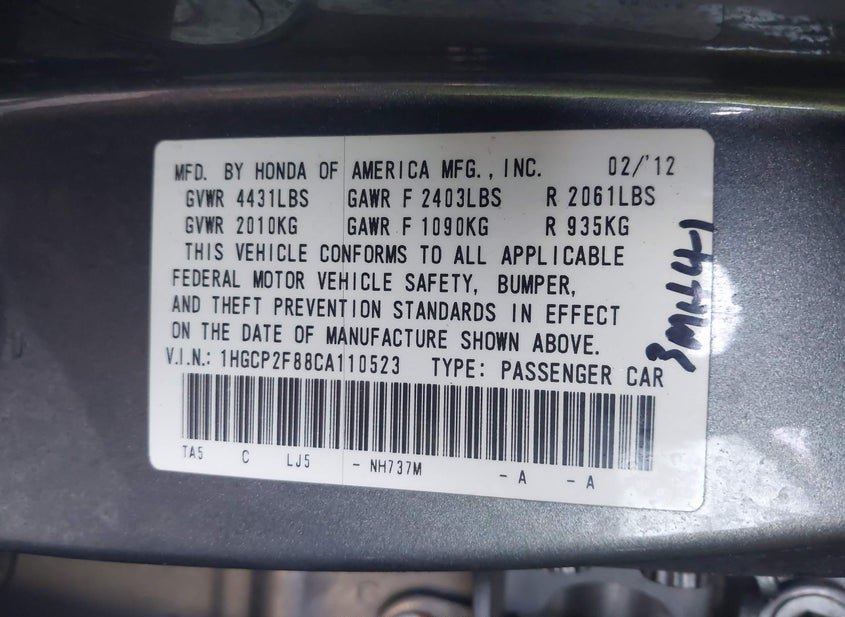 MFD. BY HONDA OF AMERICA MFG., INC. 02/'12
GVWR 4431LBS GAWR F 2403LBS R 2061LBS
GVWR 2010KG GAWR F 1090KG R 935KG
THIS VEHICLE CONFORMS TO ALL APPLICABLE
FEDERAL MOTOR VEHICLE SAFETY, BUMPER,
AND THEFT PREVENTION STANDARDS IN EFFECT
ON THE DATE OF MANUFACTURE SHOWN ABOVE.
V.I.N.: 1HGCP2F88CA110523 TYPE: PASSENGER CAR
TA5 C LJ5 - NH737M - A - A